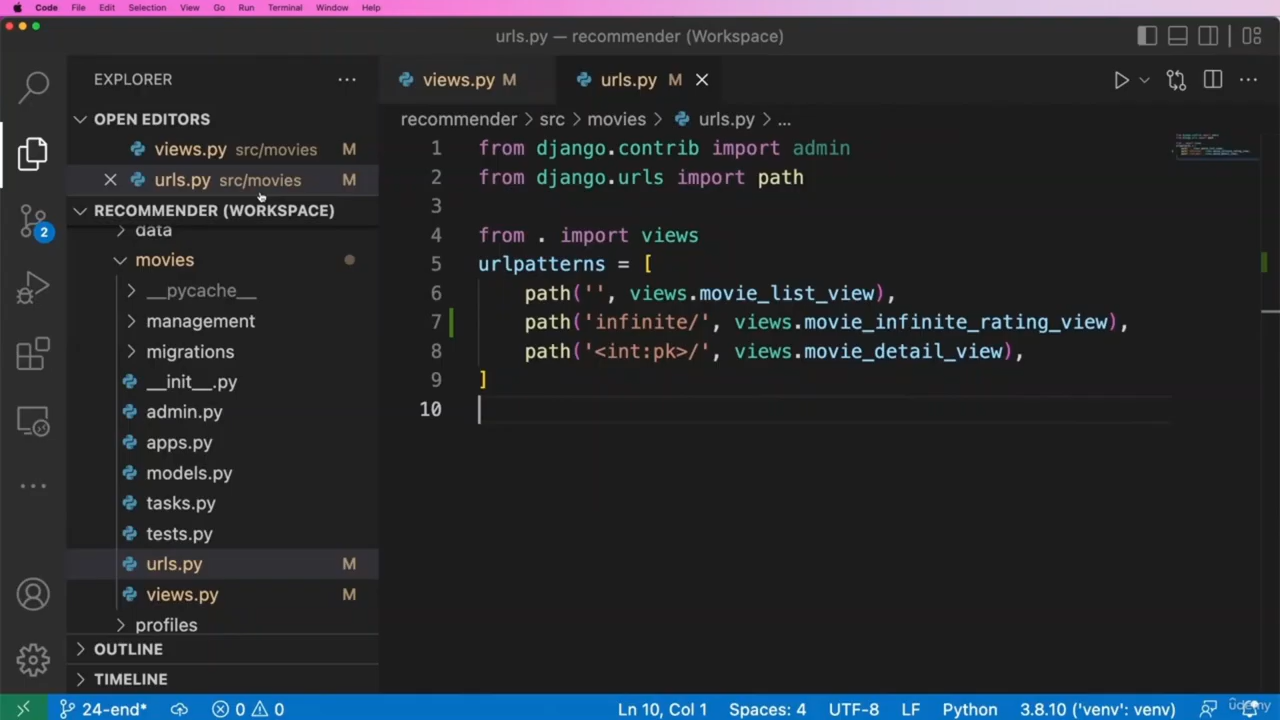 Code File Edit Selection View Go Run Terminal Window Help
urls.py — recommender (Workspace)
EXPLORER
views.py M
urls.py M
OPEN EDITORS
views.py src/movies M
urls.py src/movies M
RECOMMENDER (WORKSPACE)
data
movies
__pycache__
management
migrations
__init__.py
admin.py
apps.py
models.py
tasks.py
tests.py
urls.py M
views.py M
profiles
OUTLINE
TIMELINE
2
recommender > src > movies > urls.py > ...
1 from django.contrib import admin
2 from django.urls import path
3
4 from . import views
5 urlpatterns = [
6 path('', views.movie_list_view),
7 path('infinite/', views.movie_infinite_rating_view),
8 path('<int:pk>/', views.movie_detail_view),
9 ]
10
24-end* 0 0 Ln 10, Col 1 Spaces: 4 UTF-8 LF Python 3.8.10 ('venv': venv)
udemy